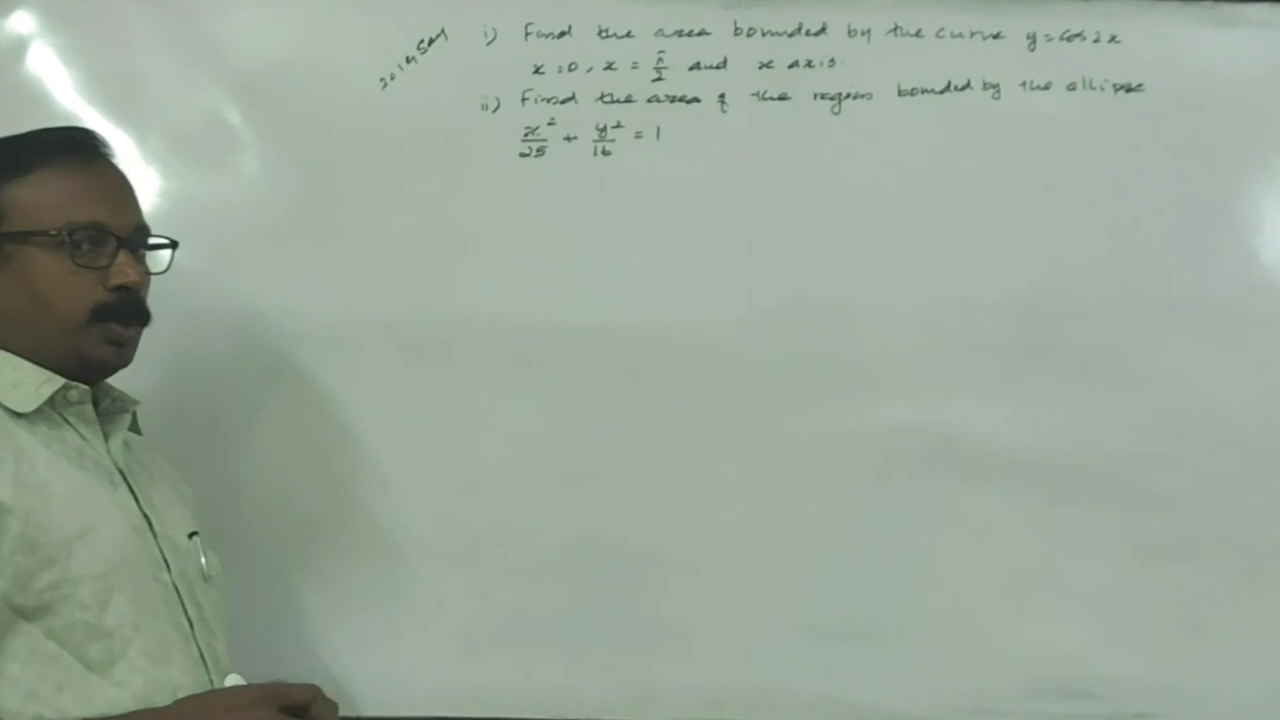 2019 Say i) Find the area bounded by the curve y = cos 2x
x = 0, x = π/2 and x axis.
ii) Find the area of the region bounded by the ellipse
x²/25 + y²/16 = 1